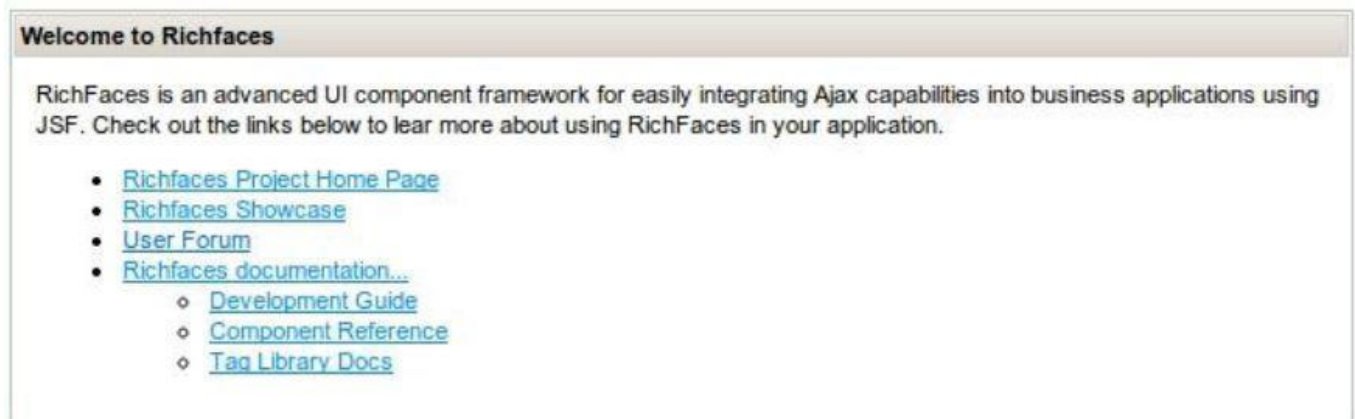 Welcome to Richfaces
RichFaces is an advanced UI component framework for easily integrating Ajax capabilities into business applications using
JSF. Check out the links below to lear more about using RichFaces in your application.
Richfaces Project Home Page
Richfaces Showcase
User Forum
Richfaces documentation...
Development Guide
Component Reference
Tag Library Docs